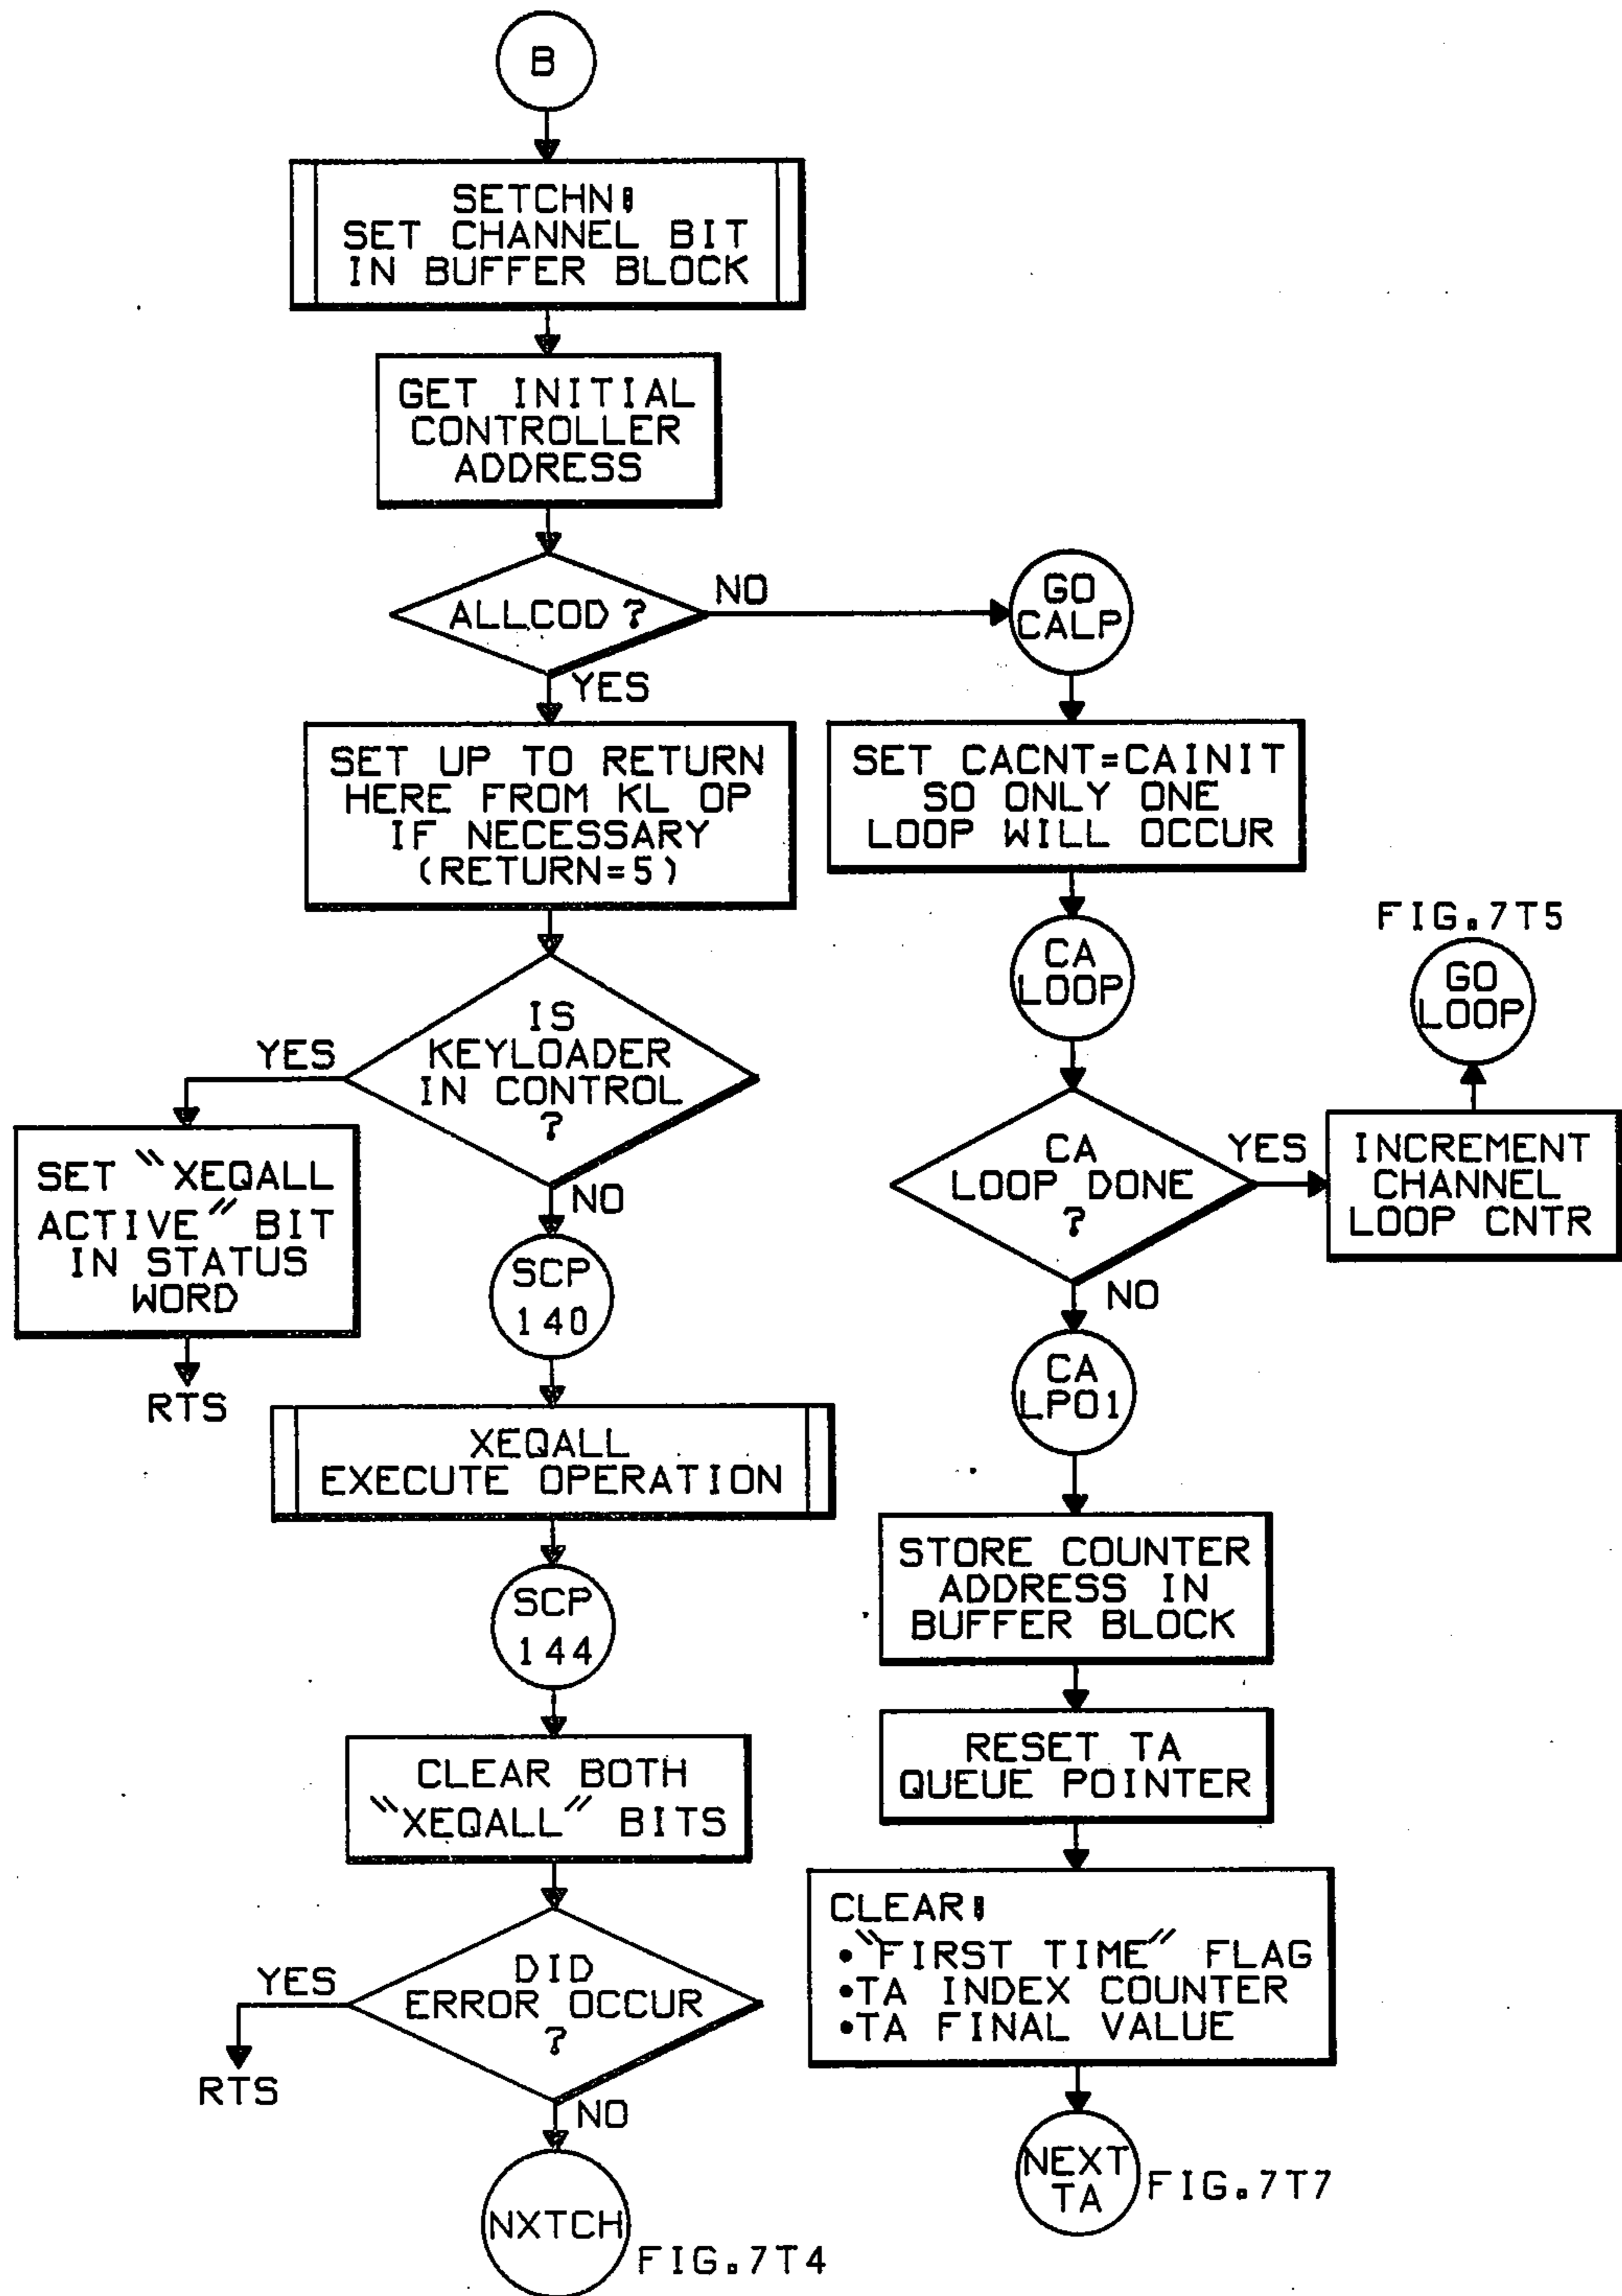 B
SETCHN:
SET CHANNEL BIT
IN BUFFER BLOCK
GET INITIAL
CONTROLLER
ADDRESS
ALLCOD?
NO
YES
GO
CALP
SET UP TO RETURN
HERE FROM KL OP
IF NECESSARY
(RETURN=5)
SET CACNT=CAINIT
SO ONLY ONE
LOOP WILL OCCUR
IS
KEYLOADER
IN CONTROL
?
YES
NO
SET "XEQALL
ACTIVE" BIT
IN STATUS
WORD
RTS
CA
LOOP
FIG.7T5
GO
LOOP
CA
LOOP DONE
?
YES
NO
INCREMENT
CHANNEL
LOOP CNTR
SCP
140
XEQALL
EXECUTE OPERATION
SCP
144
CLEAR BOTH
"XEQALL" BITS
DID
ERROR OCCUR
?
YES
RTS
NO
NXTCH
FIG.7T4
CA
LP01
STORE COUNTER
ADDRESS IN
BUFFER BLOCK
RESET TA
QUEUE POINTER
CLEAR:
•"FIRST TIME" FLAG
•TA INDEX COUNTER
•TA FINAL VALUE
NEXT
TA
FIG.7T7